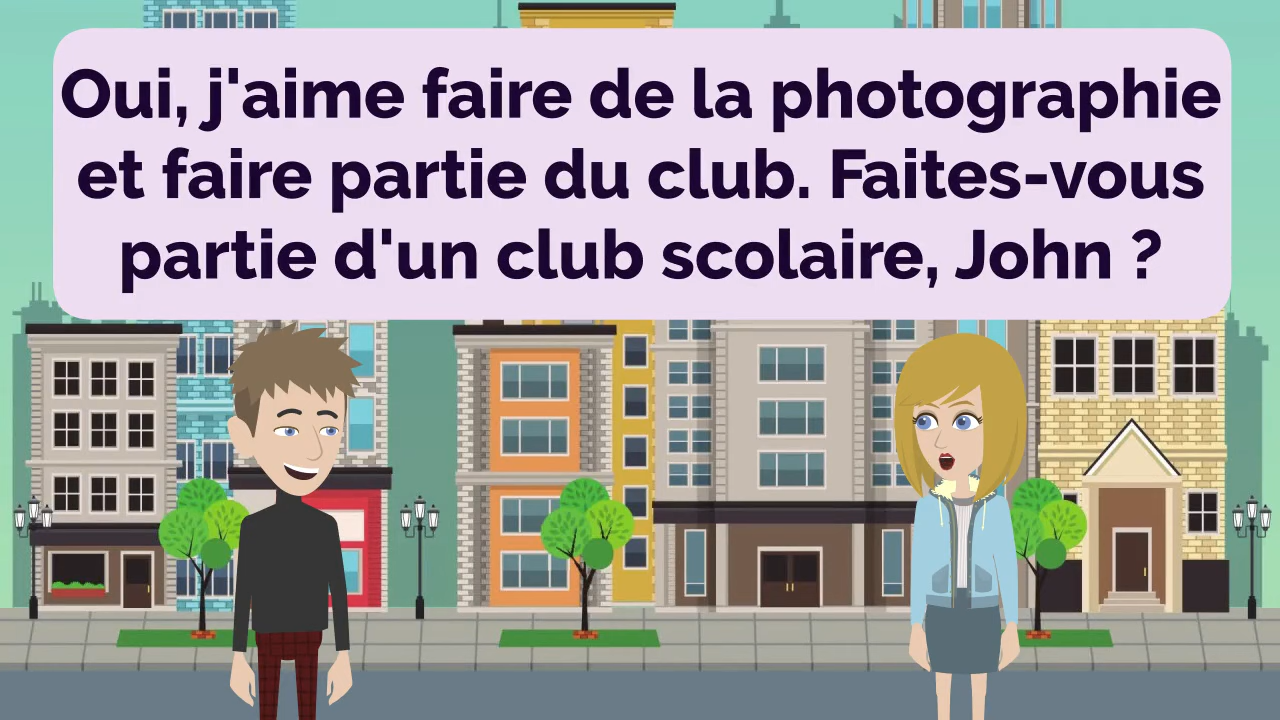 Oui, j'aime faire de la photographie
et faire partie du club. Faites-vous
partie d'un club scolaire, John ?